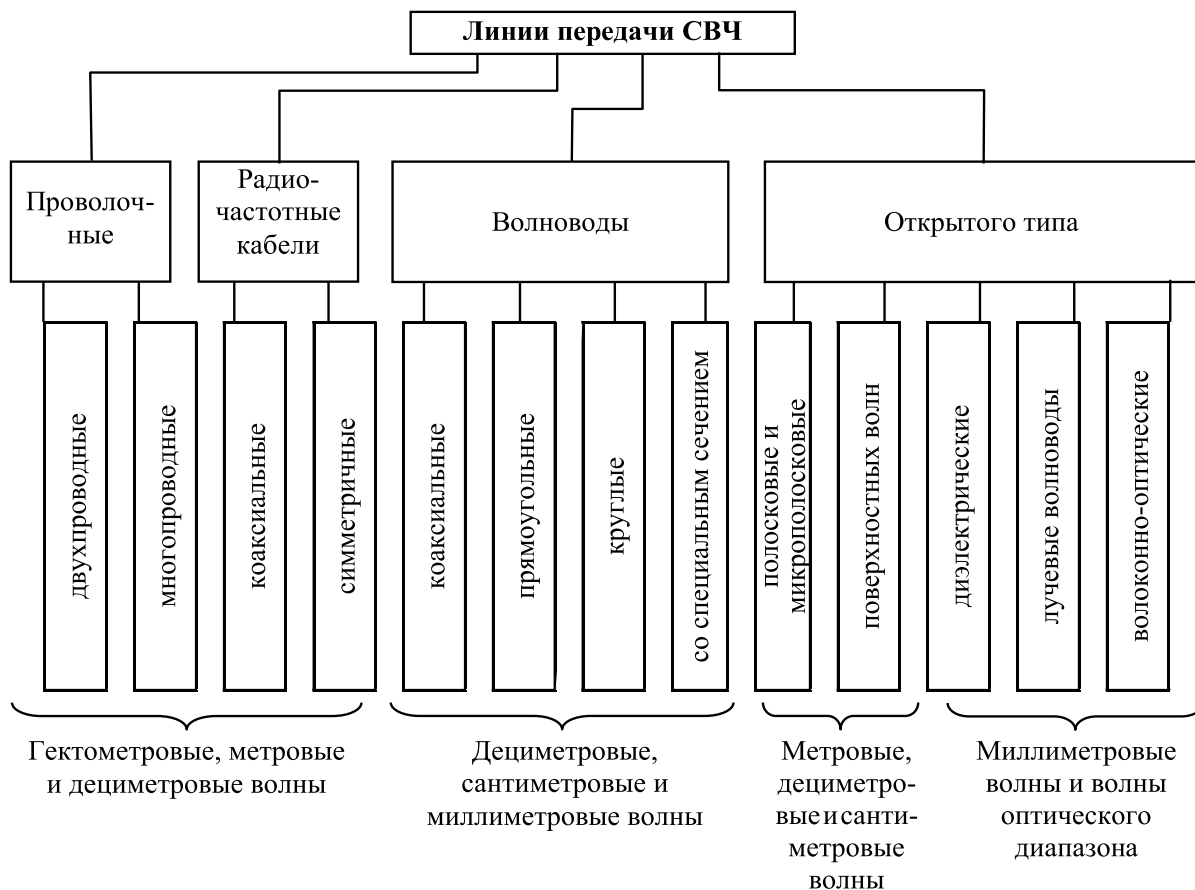 Линии передачи СВЧ
Проволоч-
ные
Радио-
частотные
кабели
Волноводы
Открытого типа
двухпроводные
многопроводные
коаксиальные
симметричные
коаксиальные
прямоугольные
круглые
со специальным сечением
полосковые и
микрополосковые
поверхностных волн
диэлектрические
лучевые волноводы
волоконно-оптические
Гектометровые, метровые
и дециметровые волны
Дециметровые,
сантиметровые и
миллиметровые волны
Метровые,
дециметро-
вые и санти-
метровые
волны
Миллиметровые
волны и волны
оптического
диапазона